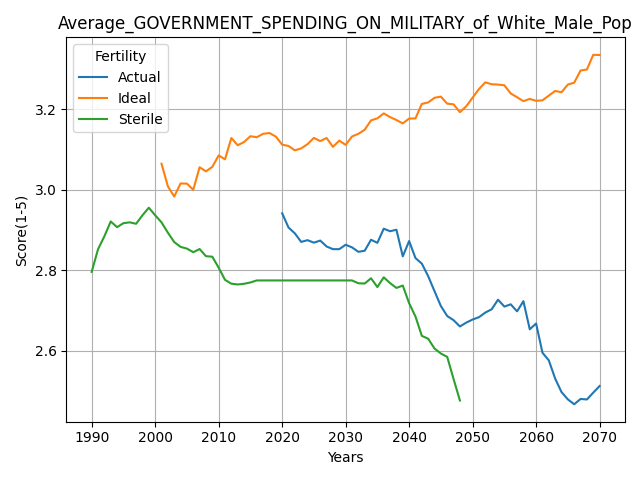 Average_GOVERNMENT_SPENDING_ON_MILITARY_of_White_Male_Pop
Fertility
Actual
Ideal
Sterile
Score(1-5)
3.2
3.0
2.8
2.6
1990 2000 2010 2020 2030 2040 2050 2060 2070
Years